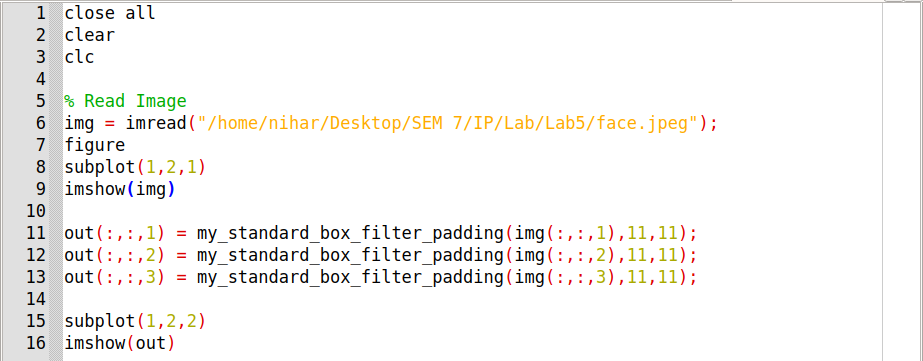 1 close all
2 clear
3 clc
4
5 % Read Image
6 img = imread("/home/nihar/Desktop/SEM 7/IP/Lab/Lab5/face.jpeg");
7 figure
8 subplot(1,2,1)
9 imshow(img)
10
11 out(:,:,1) = my_standard_box_filter_padding(img(:,:,1),11,11);
12 out(:,:,2) = my_standard_box_filter_padding(img(:,:,2),11,11);
13 out(:,:,3) = my_standard_box_filter_padding(img(:,:,3),11,11);
14
15 subplot(1,2,2)
16 imshow(out)